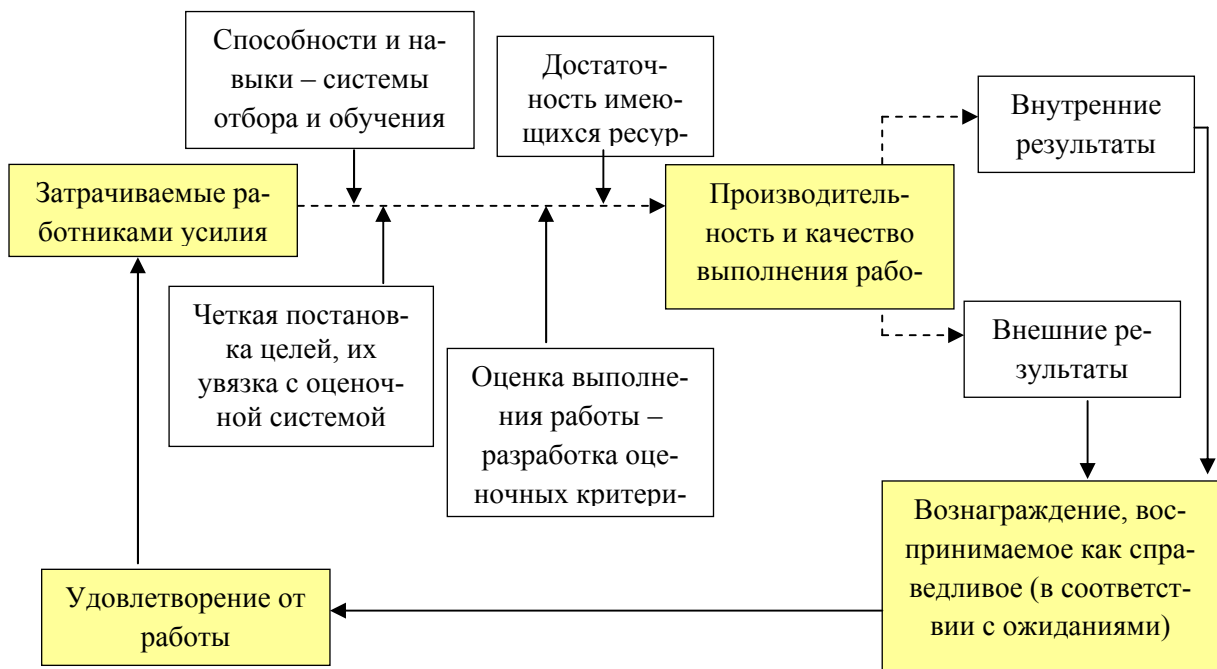 Способности и на-
выки – системы
отбора и обучения
Достаточ-
ность имею-
щихся ресур-
Внутренние
результаты
Затрачиваемые ра-
ботниками усилия
Производитель-
ность и качество
выполнения рабо-
Четкая постанов-
ка целей, их
увязка с оценоч-
ной системой
Оценка выполне-
ния работы –
разработка оце-
ночных критери-
Внешние ре-
зультаты
Вознаграждение, вос-
принимаемое как спра-
ведливое (в соответст-
вии с ожиданиями)
Удовлетворение от
работы